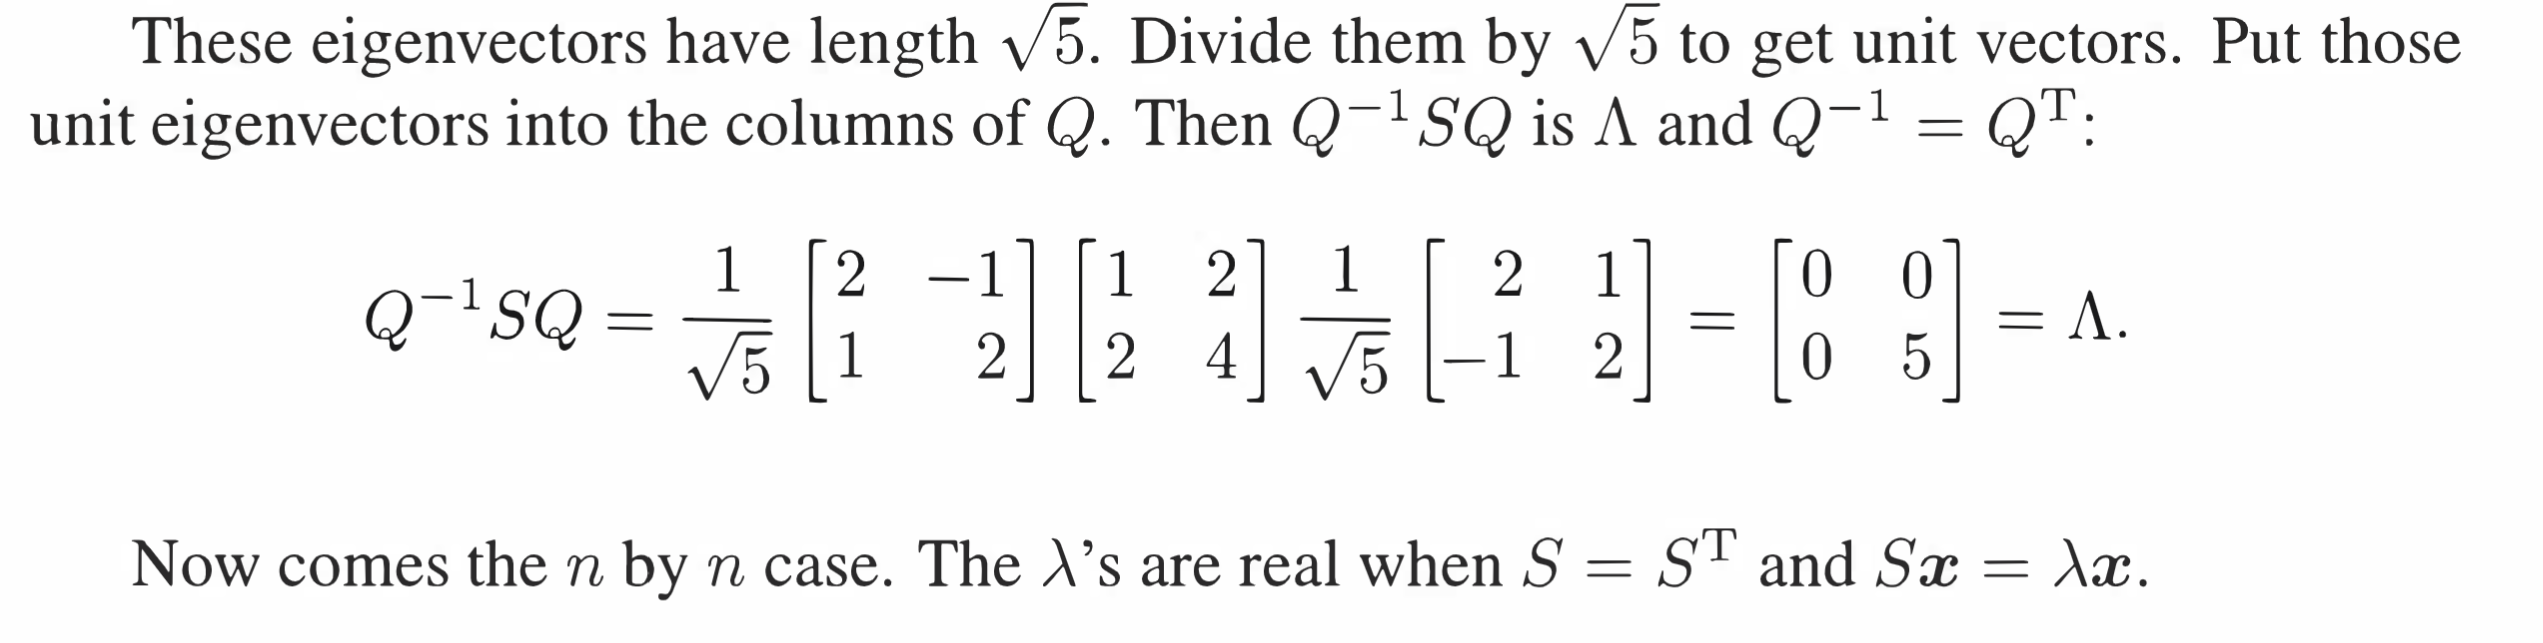 These eigenvectors have length √5. Divide them by √5 to get unit vectors. Put those
unit eigenvectors into the columns of Q. Then Q⁻¹SQ is Λ and Q⁻¹ = Qᵀ:
Q⁻¹SQ = 1/√5 [2 −1; 1 2] [1 2; 2 4] 1/√5 [2 1; −1 2] = [0 0; 0 5] = Λ.
Now comes the n by n case. The λ's are real when S = Sᵀ and Sx = λx.